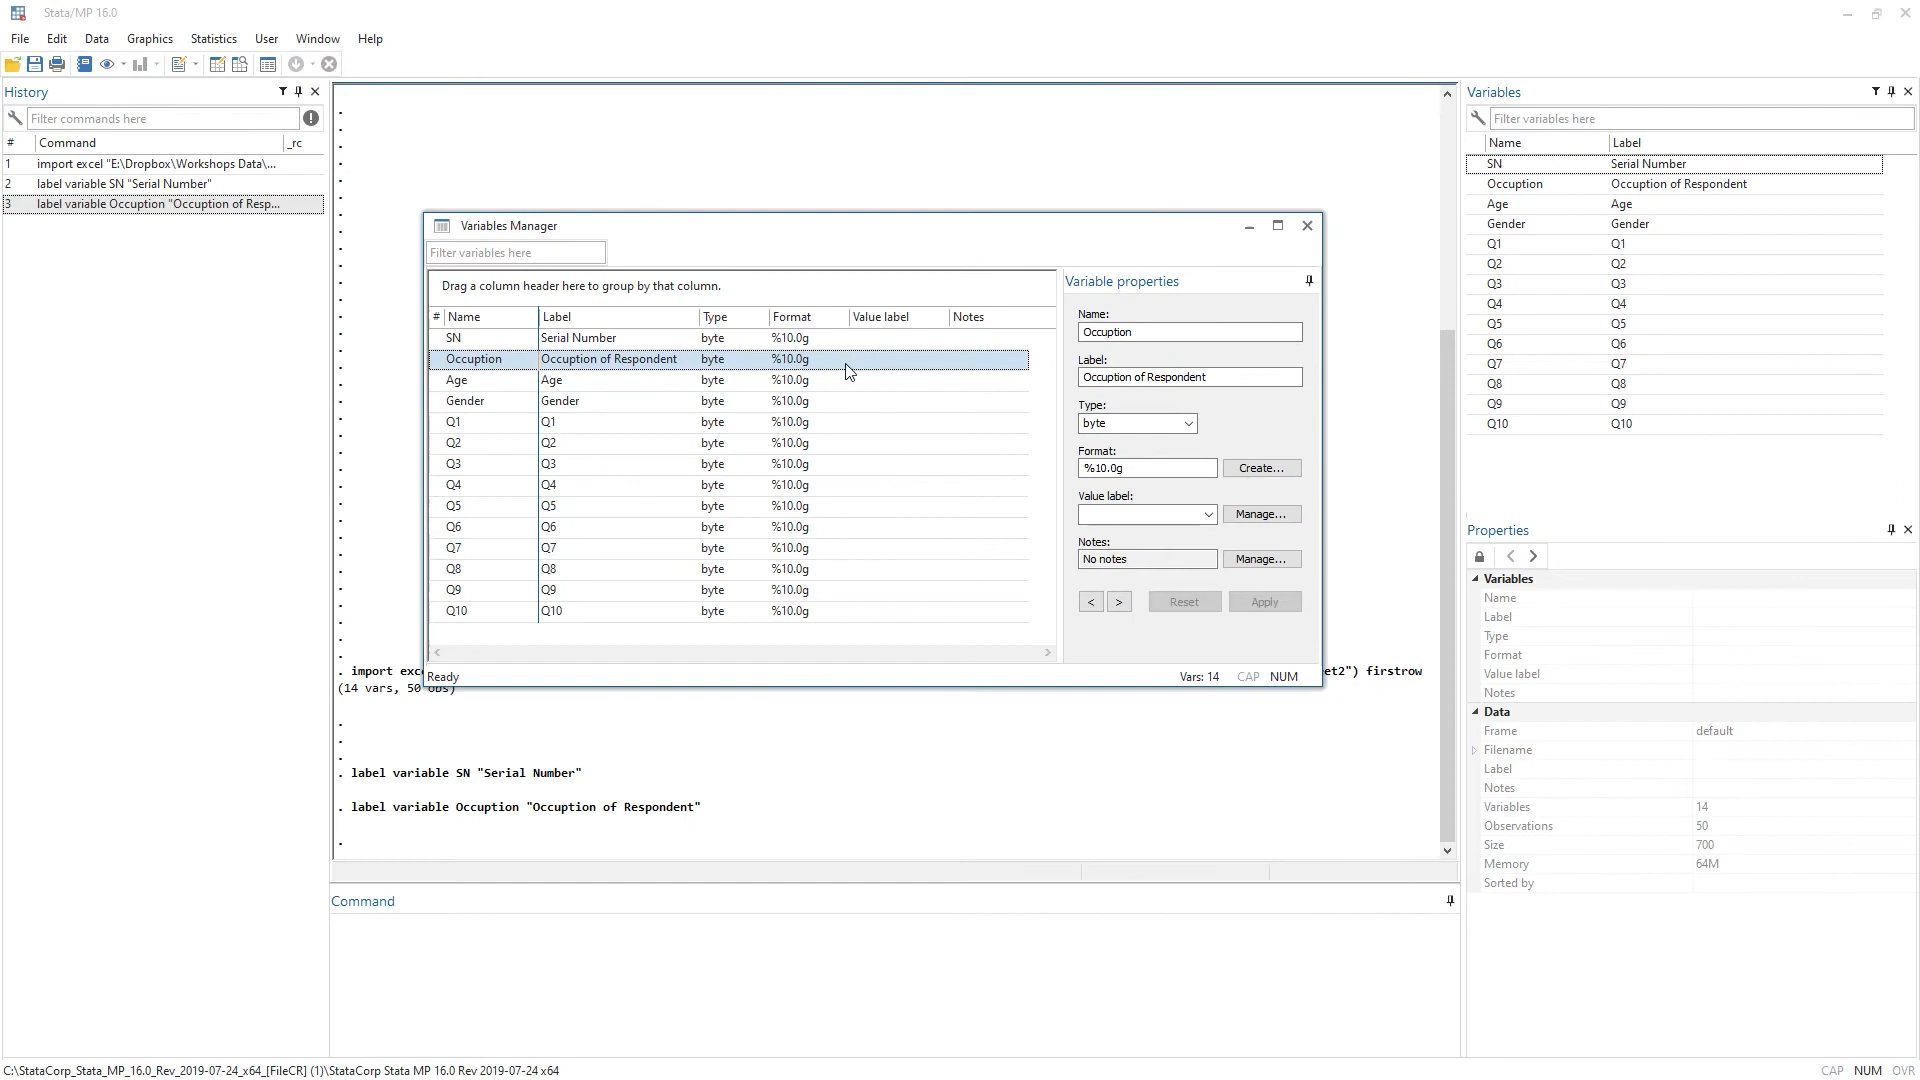 Stata/MP 16.0
File Edit Data Graphics Statistics User Window Help
History
Filter commands here
# Command _rc
1 import excel "E:\Dropbox\Workshops Data\...
2 label variable SN "Serial Number"
3 label variable Occuption "Occuption of Resp...
. import exc
et2") firstrow
(14 vars, 50 obs)
. label variable SN "Serial Number"
. label variable Occuption "Occuption of Respondent"
Variables Manager
Filter variables here
Drag a column header here to group by that column.
# Name Label Type Format Value label Notes
SN Serial Number byte %10.0g
Occuption Occuption of Respondent byte %10.0g
Age Age byte %10.0g
Gender Gender byte %10.0g
Q1 Q1 byte %10.0g
Q2 Q2 byte %10.0g
Q3 Q3 byte %10.0g
Q4 Q4 byte %10.0g
Q5 Q5 byte %10.0g
Q6 Q6 byte %10.0g
Q7 Q7 byte %10.0g
Q8 Q8 byte %10.0g
Q9 Q9 byte %10.0g
Q10 Q10 byte %10.0g
Variable properties
Name:
Occuption
Label:
Occuption of Respondent
Type:
byte
Format:
%10.0g Create...
Value label:
Manage...
Notes:
No notes Manage...
< > Reset Apply
Ready Vars: 14 CAP NUM
Command
Variables
Filter variables here
Name Label
SN Serial Number
Occuption Occuption of Respondent
Age Age
Gender Gender
Q1 Q1
Q2 Q2
Q3 Q3
Q4 Q4
Q5 Q5
Q6 Q6
Q7 Q7
Q8 Q8
Q9 Q9
Q10 Q10
Properties
Variables
Name
Label
Type
Format
Value label
Notes
Data
Frame default
Filename
Label
Notes
Variables 14
Observations 50
Size 700
Memory 64M
Sorted by
C:\StataCorp_Stata_MP_16.0_Rev_2019-07-24_x64_[FileCR] (1)\StataCorp Stata MP 16.0 Rev 2019-07-24 x64 CAP NUM OVR